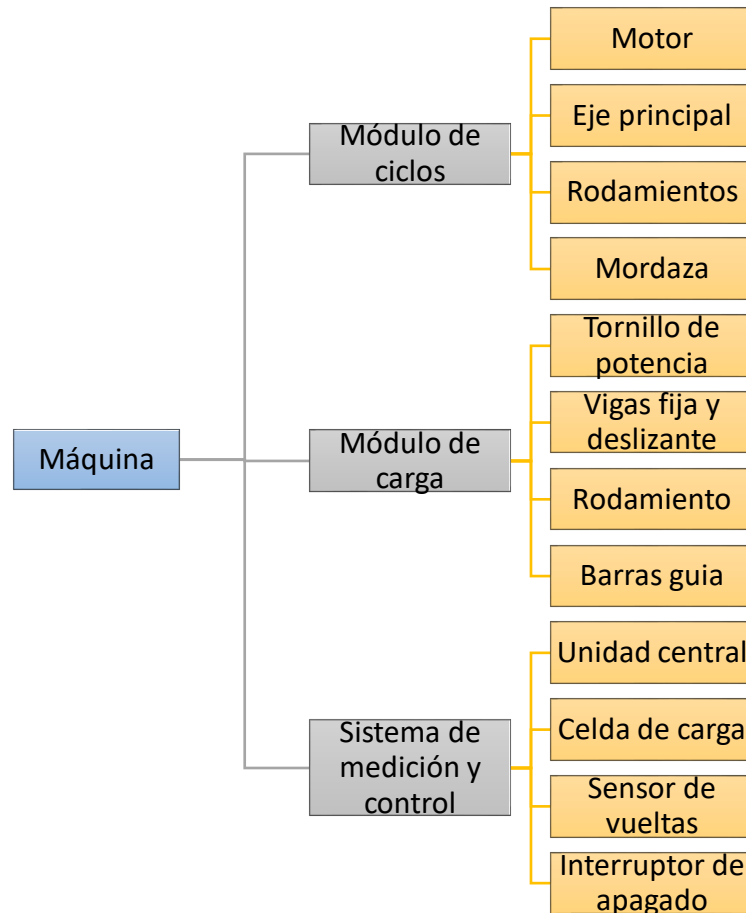 Motor
Eje principal
Módulo de
ciclos
Rodamientos
Mordaza
Tornillo de
potencia
Vigas fija y
deslizante
Máquina
Módulo de
carga
Rodamiento
Barras guia
Unidad central
Celda de carga
Sistema de
medición y
control
Sensor de
vueltas
Interruptor de
apagado